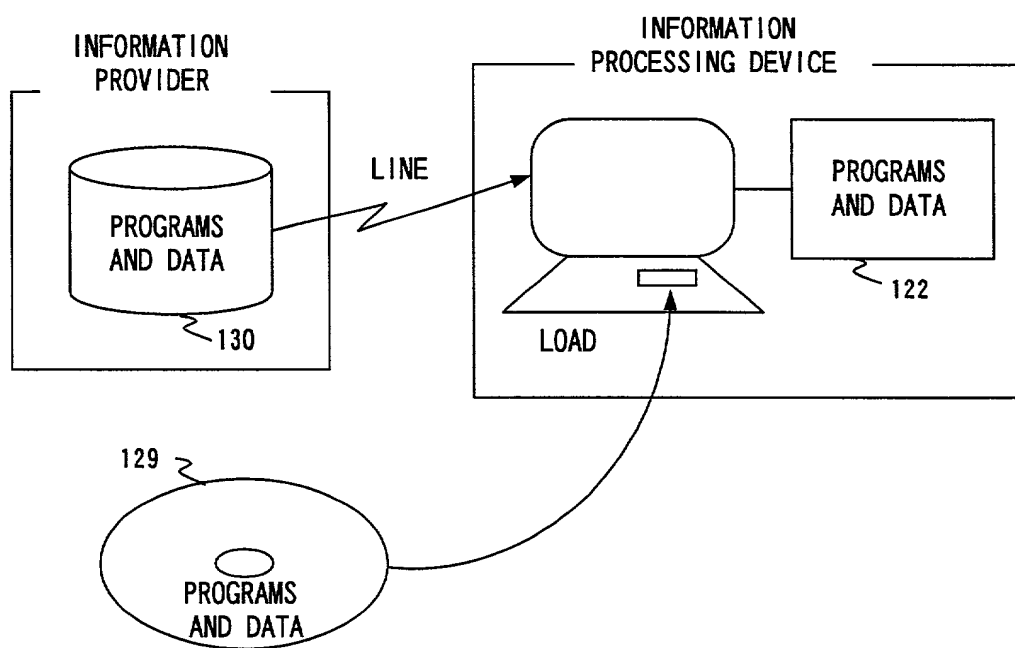 INFORMATION
PROVIDER
PROGRAMS
AND DATA
130
LINE
INFORMATION
PROCESSING DEVICE
PROGRAMS
AND DATA
122
LOAD
129
PROGRAMS
AND DATA